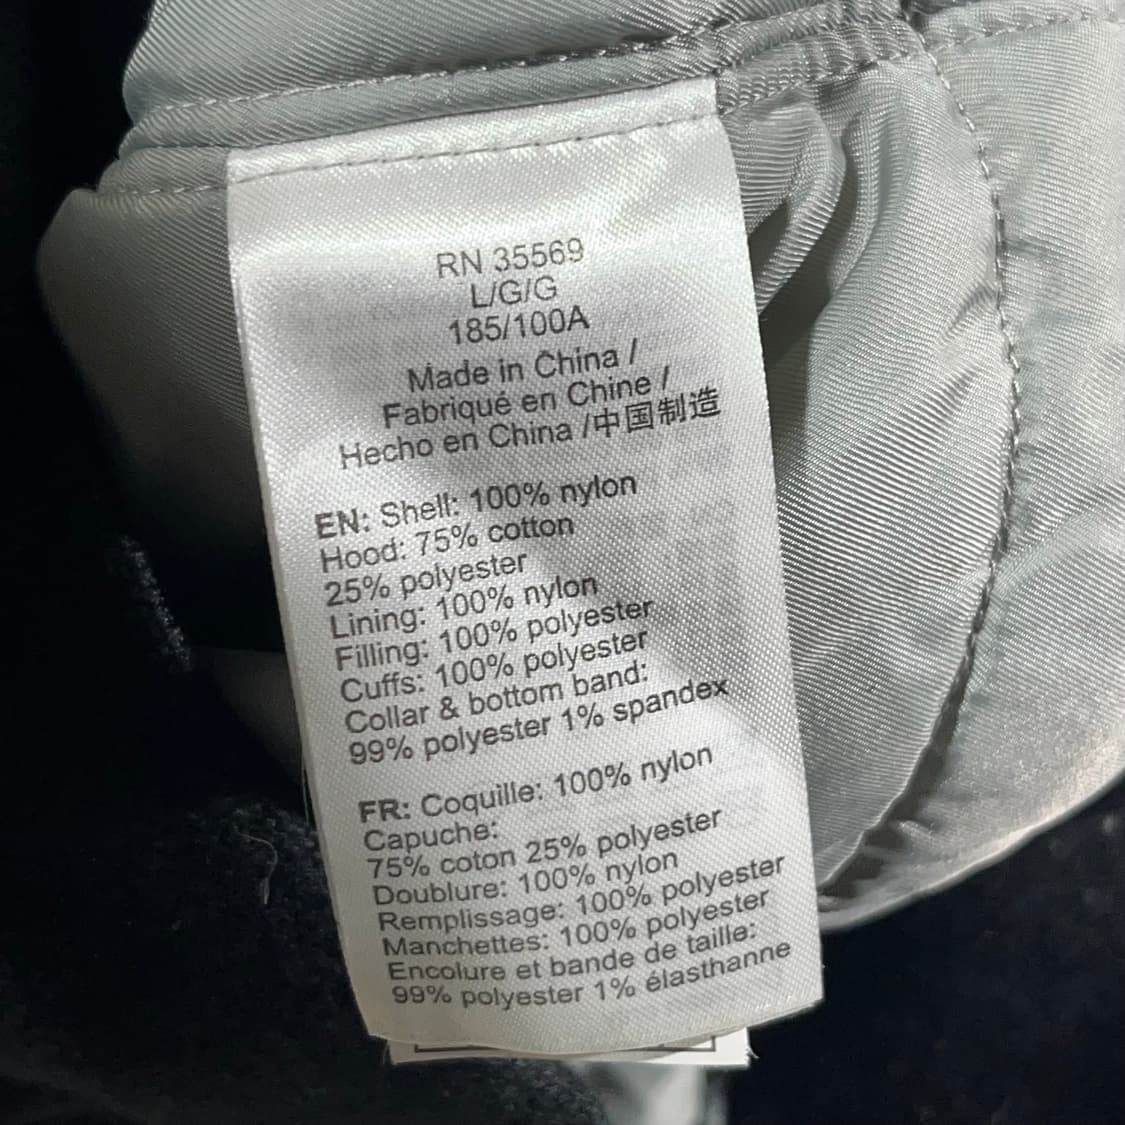 RN 35569
L/G/G
185/100A
Made in China /
Fabriqué en Chine /
Hecho en China /中国制造
EN: Shell: 100% nylon
Hood: 75% cotton
25% polyester
Lining: 100% nylon
Filling: 100% polyester
Cuffs: 100% polyester
Collar & bottom band:
99% polyester 1% spandex
FR: Coquille: 100% nylon
Capuche:
75% coton 25% polyester
Doublure: 100% nylon
Remplissage: 100% polyester
Manchettes: 100% polyester
Encolure et bande de taille:
99% polyester 1% élasthanne